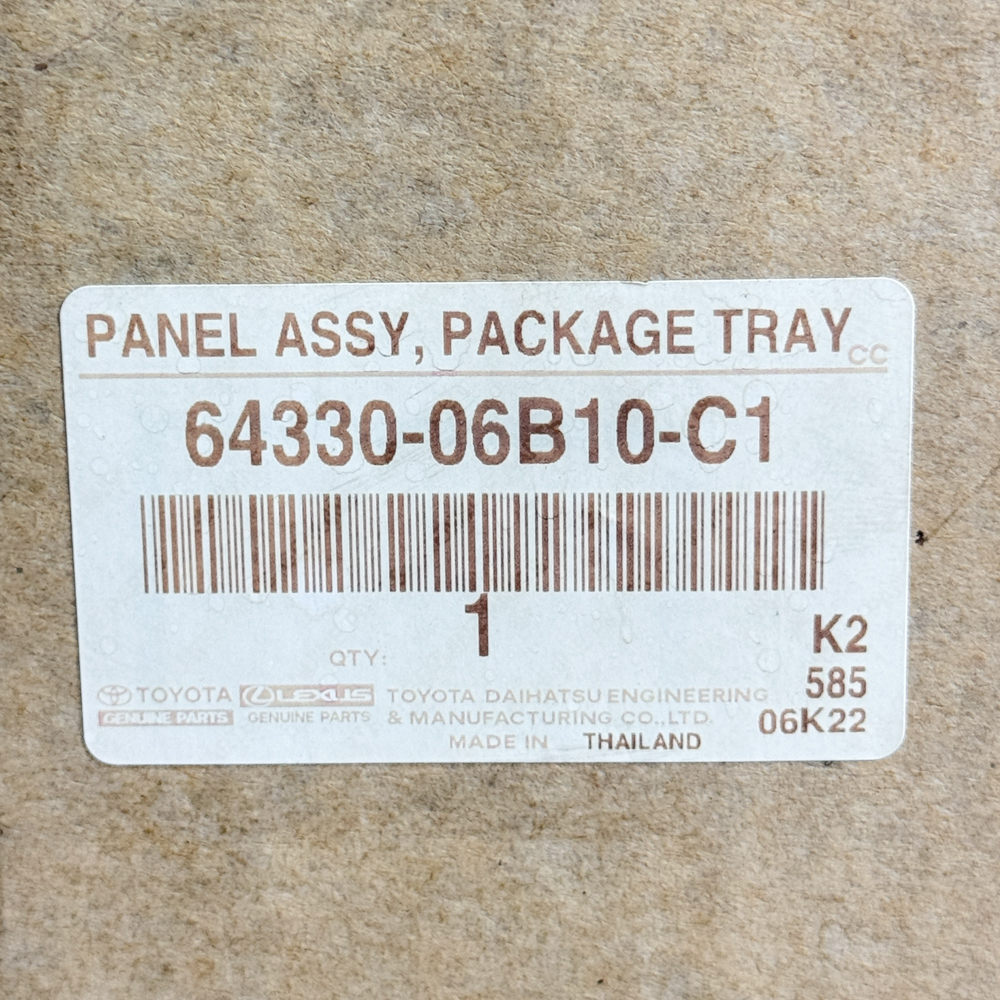 PANEL ASSY, PACKAGE TRAY CC
64330-06B10-C1
1
QTY:
K2
585
06K22
TOYOTA
GENUINE PARTS
LEXUS
GENUINE PARTS
TOYOTA DAIHATSU ENGINEERING
& MANUFACTURING CO.,LTD.
MADE IN THAILAND